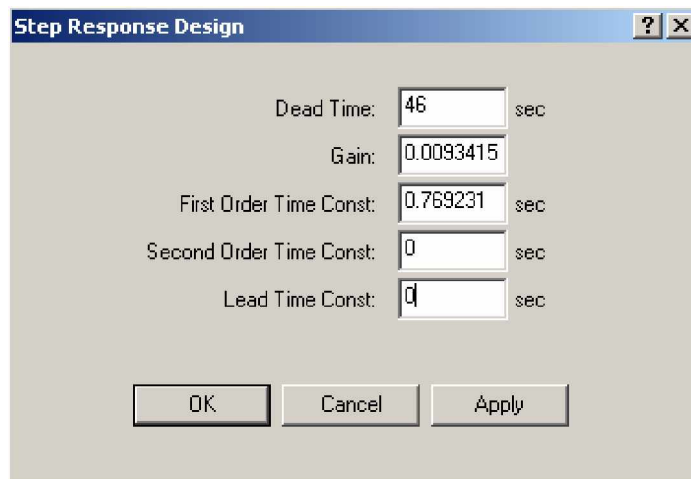 Step Response Design ? X
Dead Time: 46 sec
Gain: 0.0093415
First Order Time Const: 0.769231 sec
Second Order Time Const: 0 sec
Lead Time Const: 0 sec
OK Cancel Apply